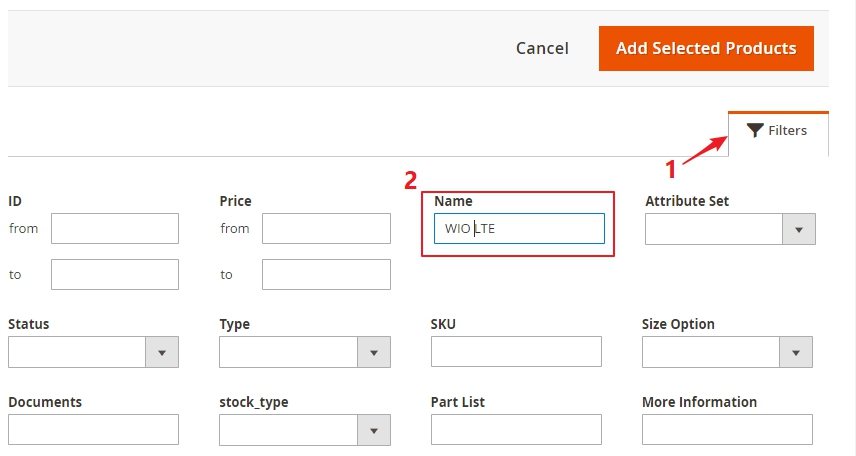 Cancel
Add Selected Products
Filters
1
2
ID
Price
Name
Attribute Set
from
from
WIO LTE
to
to
Status
Type
SKU
Size Option
Documents
stock_type
Part List
More Information